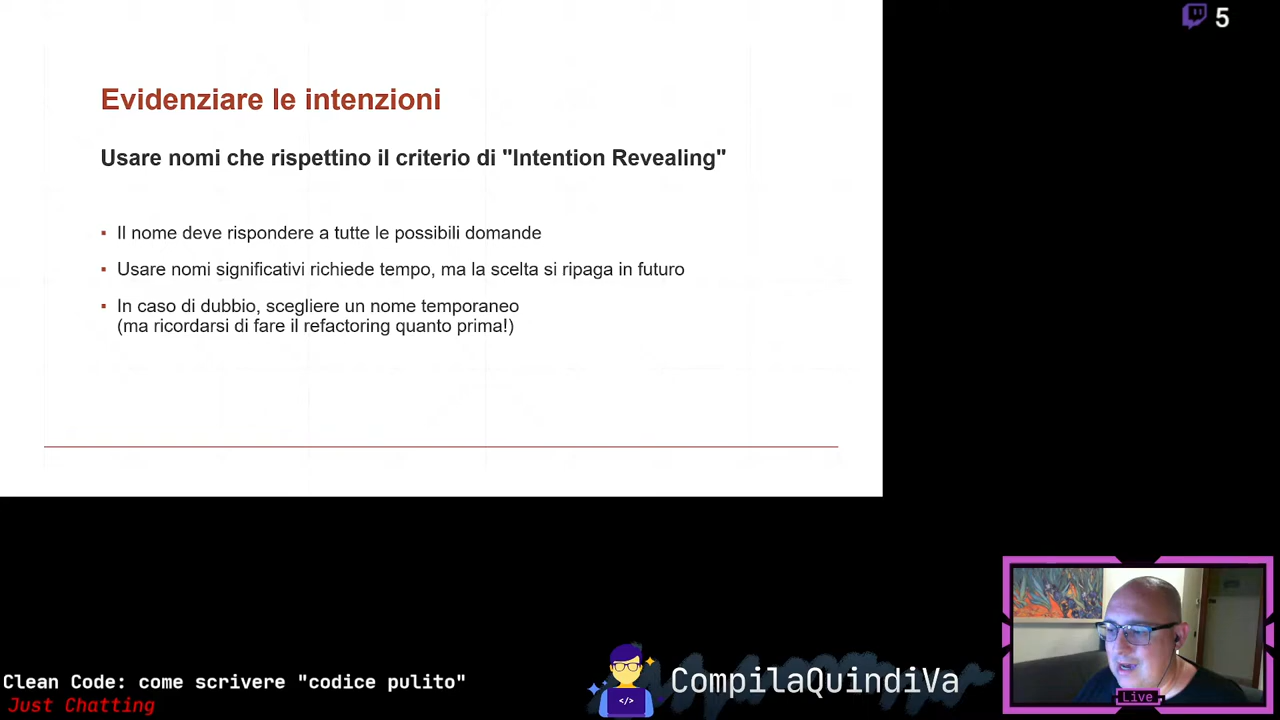 5
Evidenziare le intenzioni
Usare nomi che rispettino il criterio di "Intention Revealing"
▪ Il nome deve rispondere a tutte le possibili domande
▪ Usare nomi significativi richiede tempo, ma la scelta si ripaga in futuro
▪ In caso di dubbio, scegliere un nome temporaneo
(ma ricordarsi di fare il refactoring quanto prima!)
Clean Code: come scrivere "codice pulito"
Just Chatting
</>
CompilaQuindiVa
Live